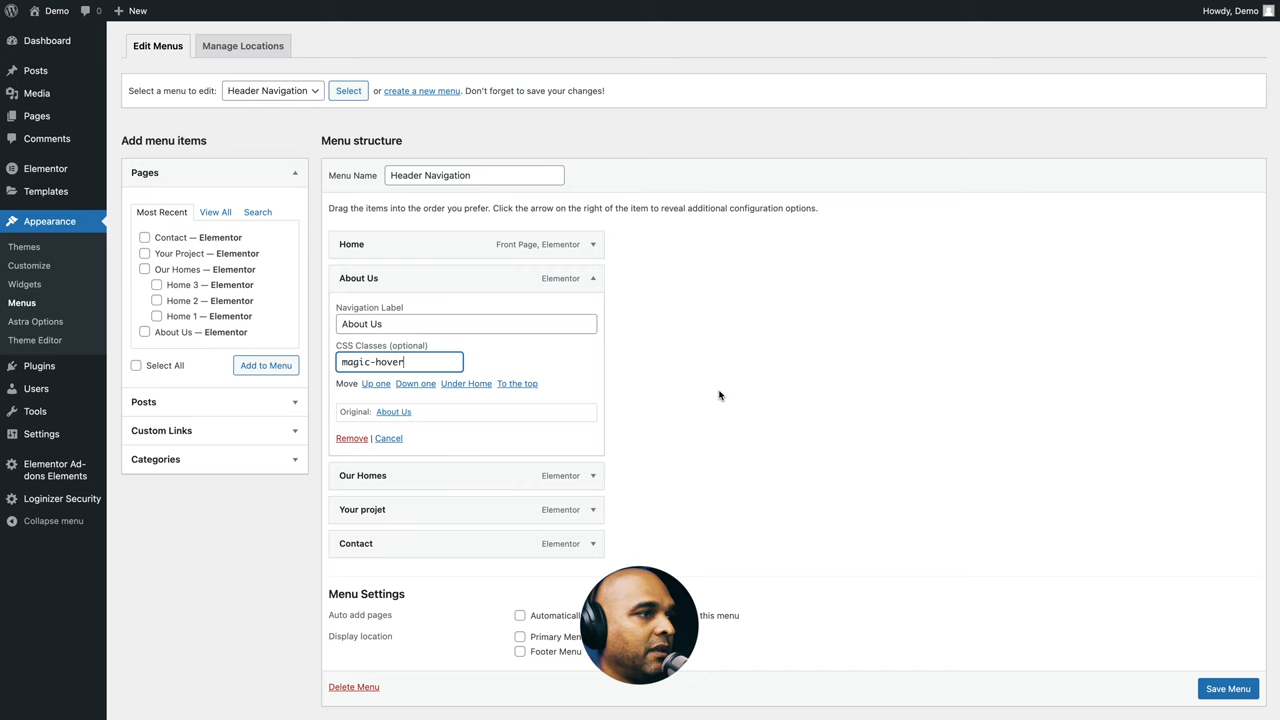 Demo 0 New Howdy, Demo
Dashboard
Posts
Media
Pages
Comments
Elementor
Templates
Appearance
Themes
Customize
Widgets
Menus
Astra Options
Theme Editor
Plugins
Users
Tools
Settings
Elementor Ad-
dons Elements
Loginizer Security
Collapse menu
Edit Menus Manage Locations
Select a menu to edit: Header Navigation Select or create a new menu. Don't forget to save your changes!
Add menu items
Pages
Most Recent View All Search
Contact — Elementor
Your Project — Elementor
Our Homes — Elementor
Home 3 — Elementor
Home 2 — Elementor
Home 1 — Elementor
About Us — Elementor
Select All Add to Menu
Posts
Custom Links
Categories
Menu structure
Menu Name Header Navigation
Drag the items into the order you prefer. Click the arrow on the right of the item to reveal additional configuration options.
Home Front Page, Elementor
About Us Elementor
Navigation Label
About Us
CSS Classes (optional)
magic-hover
Move Up one Down one Under Home To the top
Original: About Us
Remove | Cancel
Our Homes Elementor
Your projet Elementor
Contact Elementor
Menu Settings
Auto add pages this menu
Display location Primary
Footer Menu
Delete Menu Save Menu